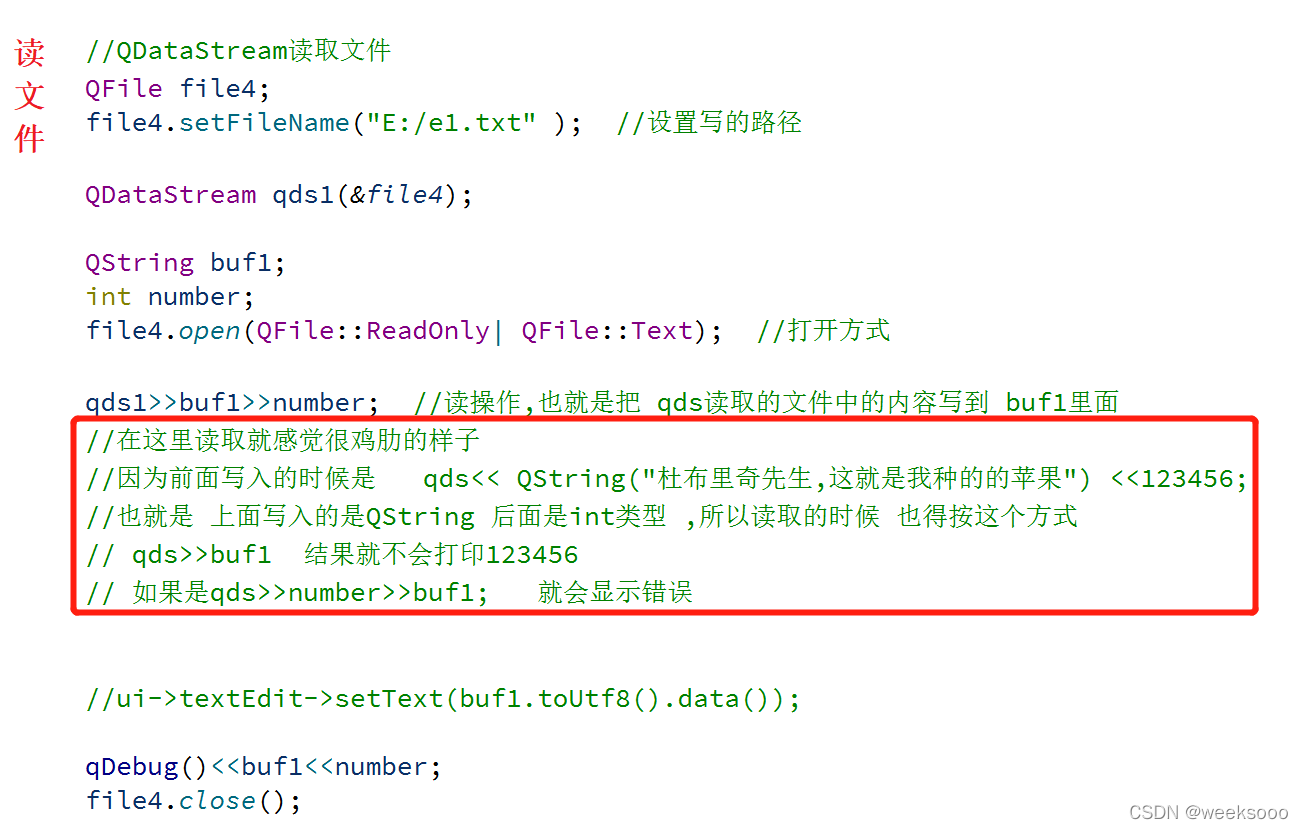 读文件
//QDataStream读取文件
QFile file4;
file4.setFileName("E:/e1.txt" );  //设置写的路径
QDataStream qds1(&file4);
QString buf1;
int number;
file4.open(QFile::ReadOnly| QFile::Text);  //打开方式
qds1>>buf1>>number;  //读操作,也就是把 qds读取的文件中的内容写到 buf1里面
//在这里读取就感觉很鸡肋的样子
//因为前面写入的时候是   qds<< QString("杜布里奇先生,这就是我种的的苹果") <<123456;
//也就是 上面写入的是QString 后面是int类型 ,所以读取的时候 也得按这个方式
// qds>>buf1  结果就不会打印123456
// 如果是qds>>number>>buf1;   就会显示错误
//ui->textEdit->setText(buf1.toUtf8().data());
qDebug()<<buf1<<number;
file4.close();
CSDN @weeksooo